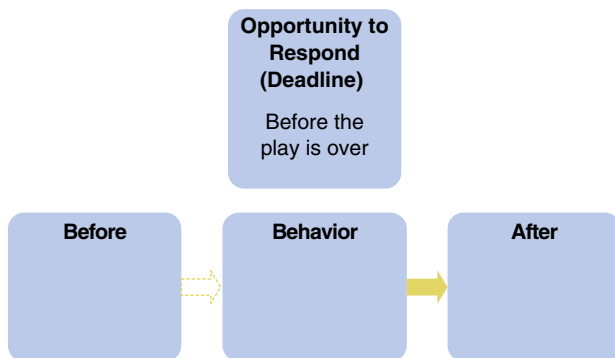 Opportunity to
Respond
(Deadline)
Before the
play is over
Before
Behavior
After